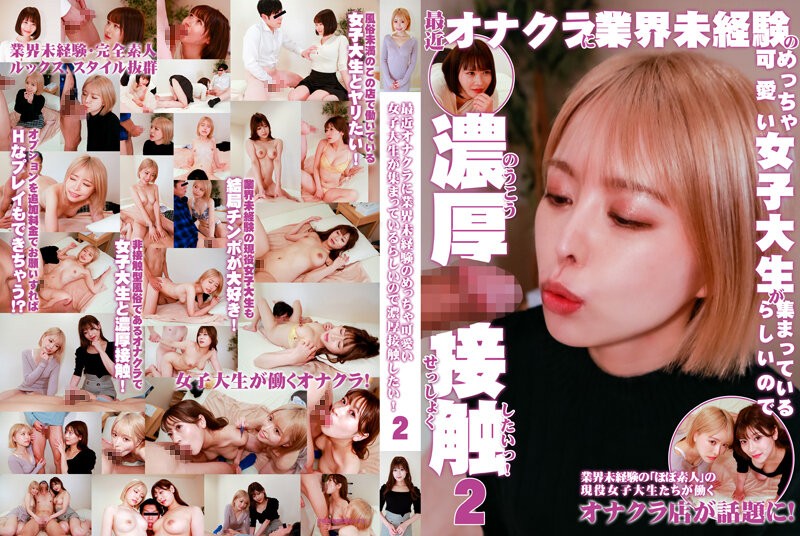 最近オナクラに業界未経験の
めっちゃ可愛い女子大生が
集まっているらしいので
濃厚接触したいっ!
のうこう
せっしょく
2
業界未経験の「ほぼ素人」の
現役女子大生たちが働く
オナクラ店が話題に!
最近オナクラに業界未経験のめっちゃ可愛い
女子大生が集まっているらしいので濃厚接触したい!
2
風俗未満のこの店で働いている
女子大生とヤリたい!
業界未経験・完全素人
ルックス、スタイル抜群
業界未経験の現役女子大生も
結局チンポが大好き!
オプションを追加料金でお願いすれば
Hなプレイもできちゃう!?
非接触型風俗であるオナクラで
女子大生と濃厚接触!
女子大生が働くオナクラ!